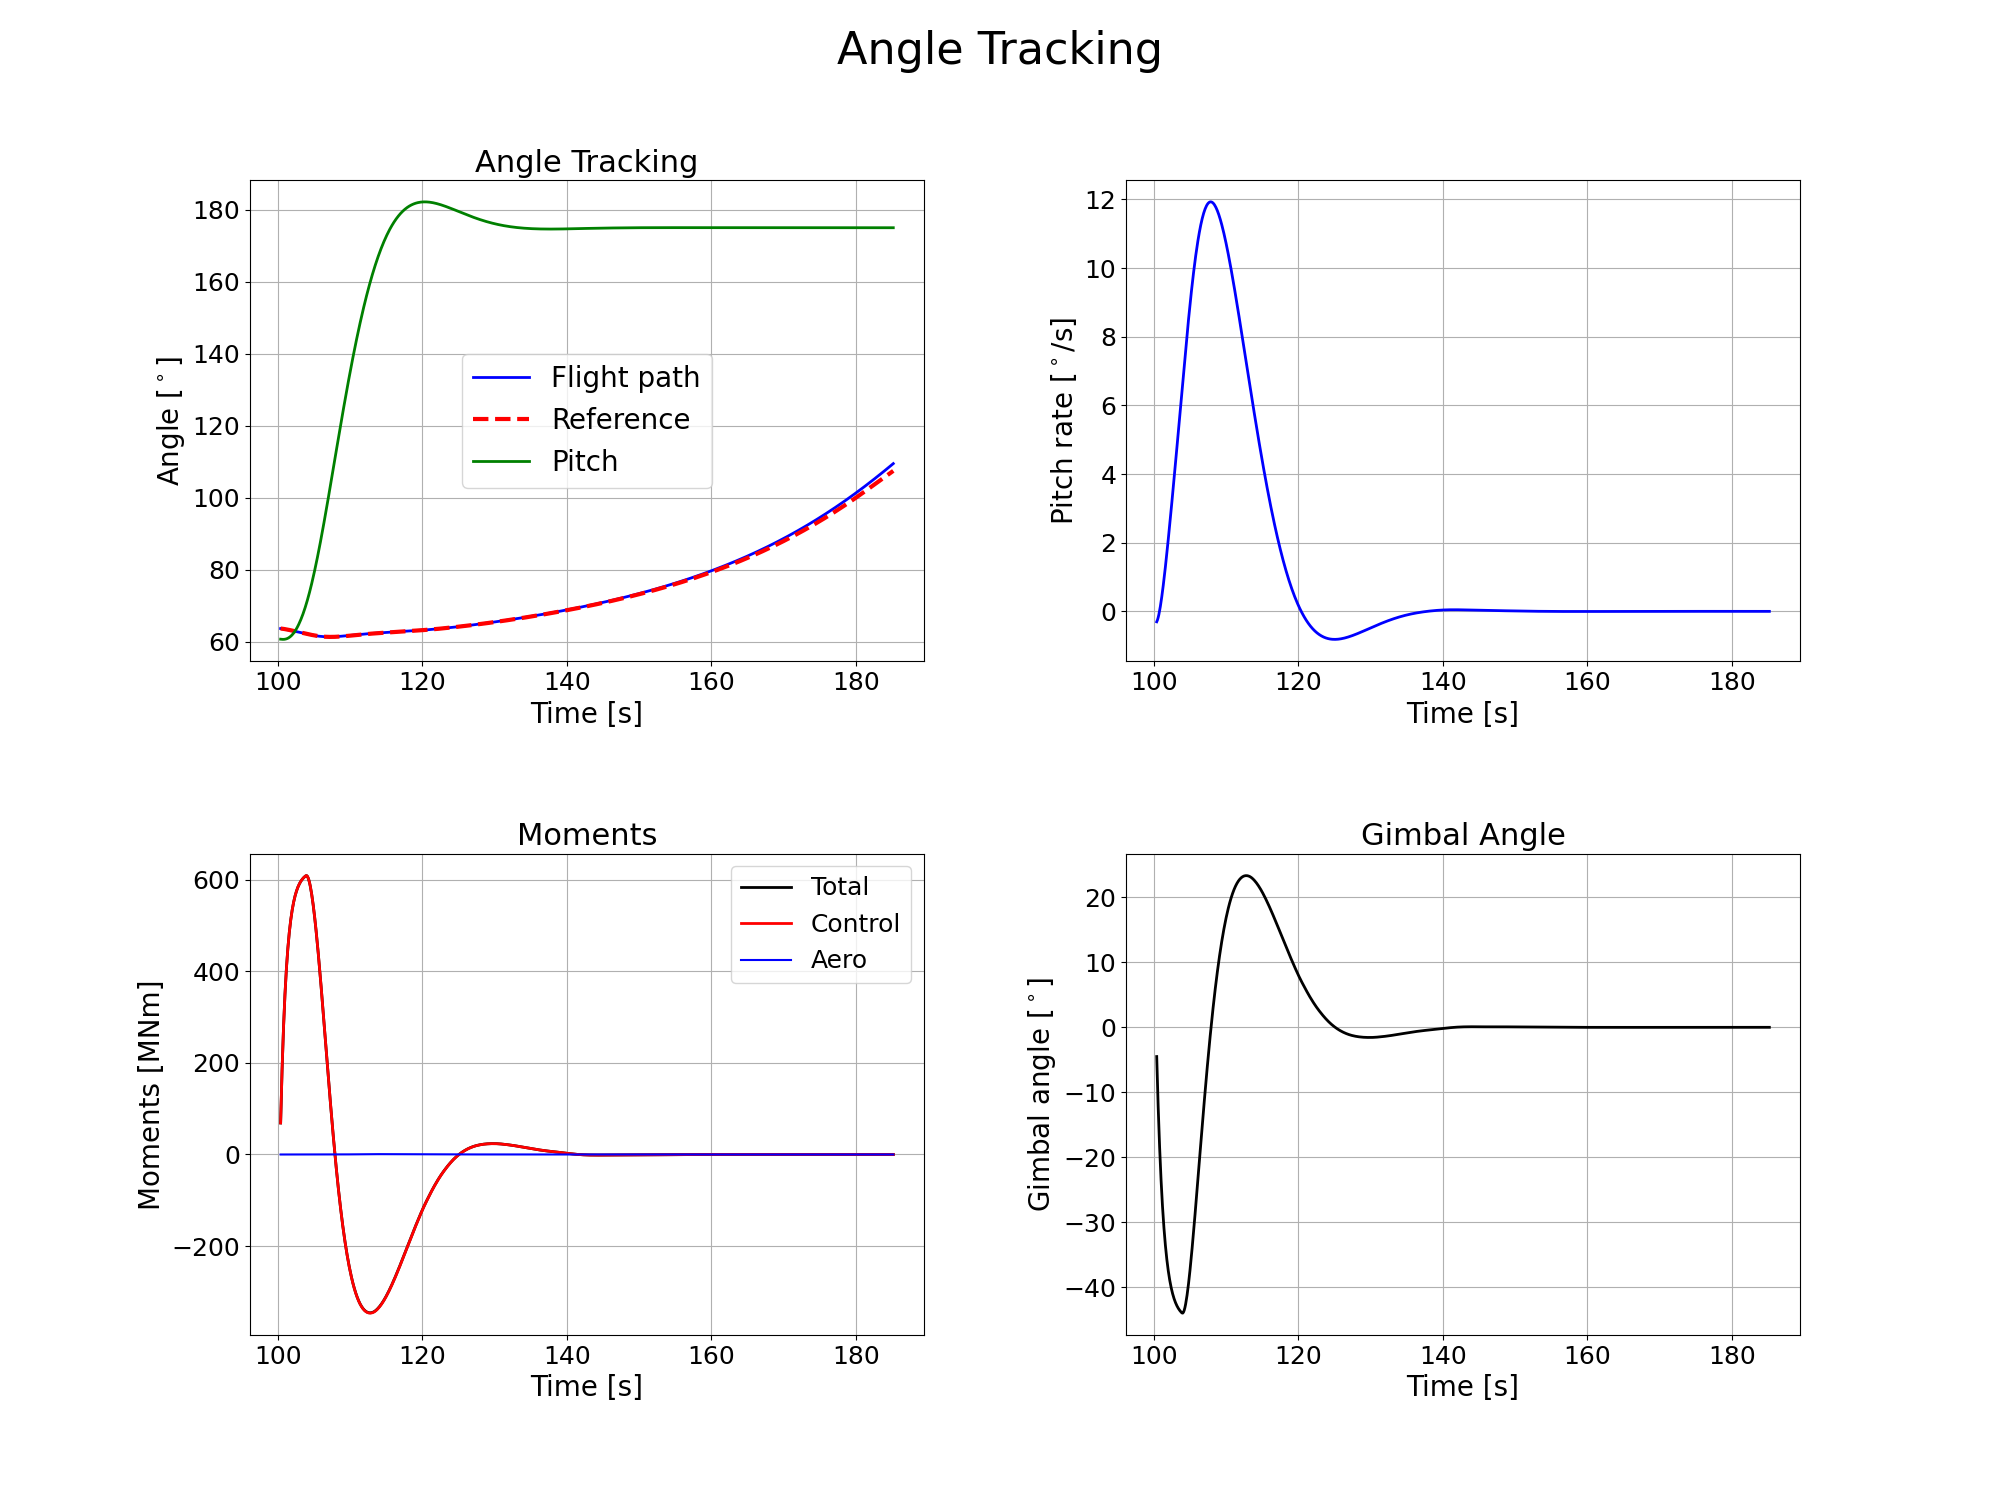 Angle Tracking
Angle Tracking
180
160
140
120
100
80
60
Angle [°]
Flight path
Reference
Pitch
100 120 140 160 180
Time [s]
12
10
8
6
4
2
0
Pitch rate [°/s]
100 120 140 160 180
Time [s]
Moments
600
400
200
0
−200
Moments [MNm]
Total
Control
Aero
100 120 140 160 180
Time [s]
Gimbal Angle
20
10
0
−10
−20
−30
−40
Gimbal angle [°]
100 120 140 160 180
Time [s]